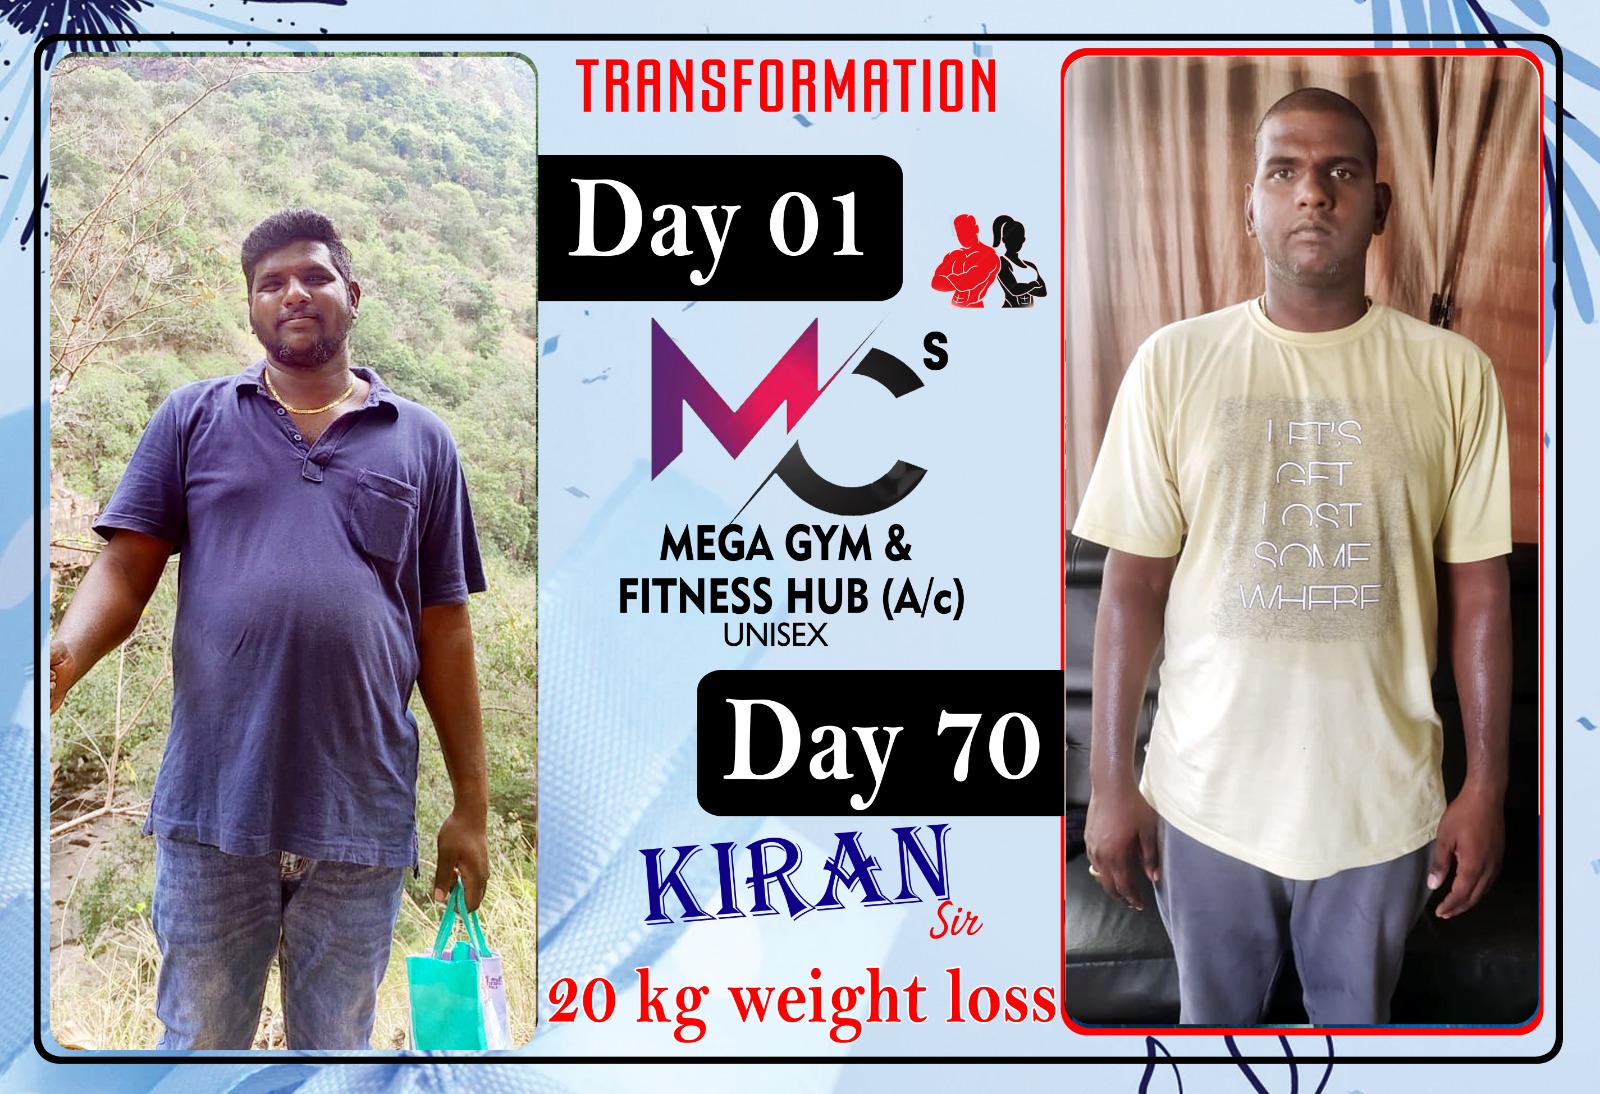 TRANSFORMATION
Day 01
MCs
MEGA GYM &
FITNESS HUB (A/c)
UNISEX
Day 70
KIRAN
Sir
20 kg weight loss
LET'S
GET
LOST
SOME
WHERE